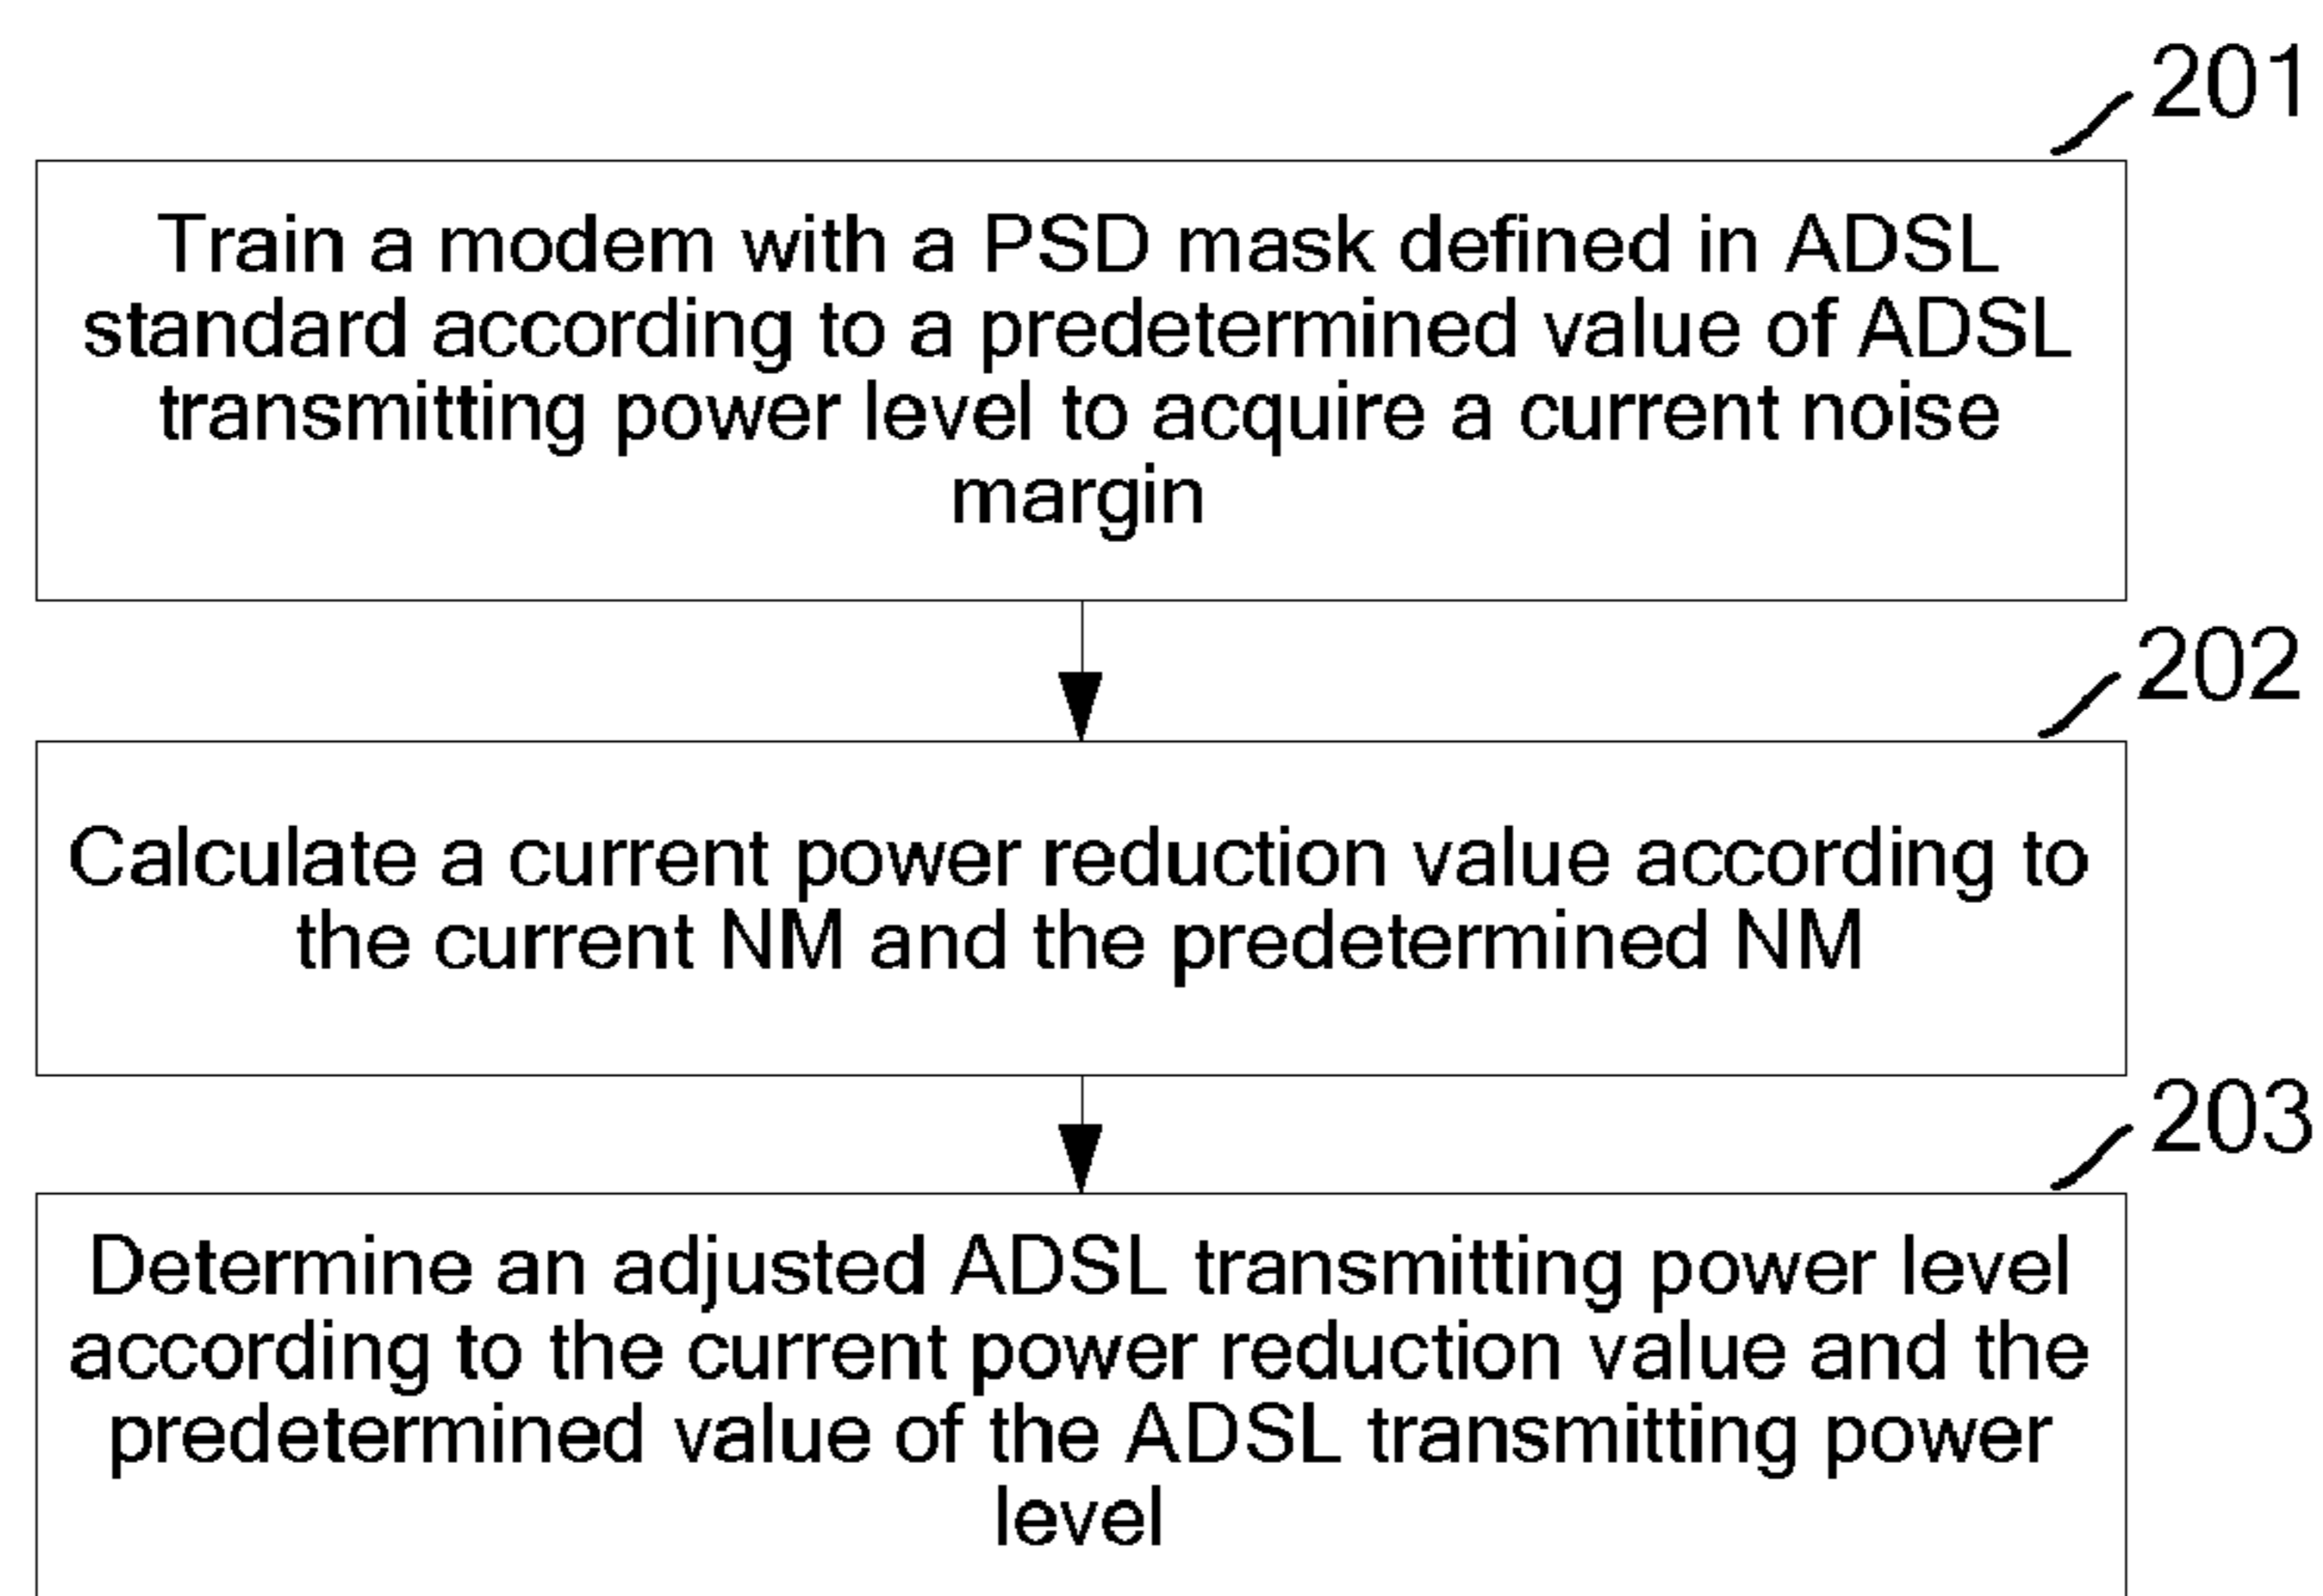 201
Train a modem with a PSD mask defined in ADSL
standard according to a predetermined value of ADSL
transmitting power level to acquire a current noise
margin
202
Calculate a current power reduction value according to
the current NM and the predetermined NM
203
Determine an adjusted ADSL transmitting power level
according to the current power reduction value and the
predetermined value of the ADSL transmitting power
level